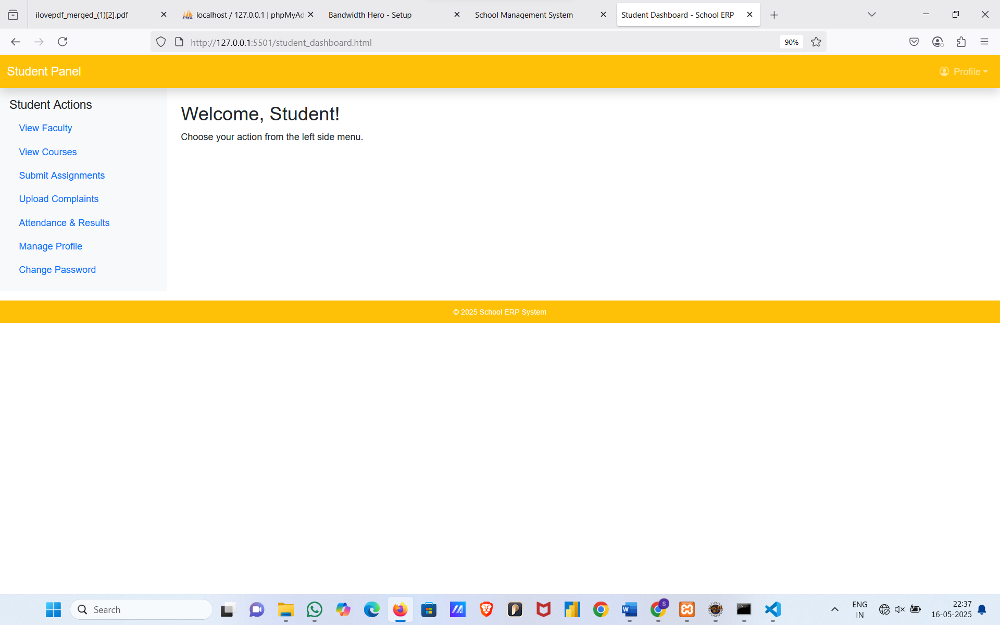 ilovepdf_merged_(1)[2].pdf
localhost / 127.0.0.1 | phpMyAd
Bandwidth Hero - Setup
School Management System
Student Dashboard - School ERP
http://127.0.0.1:5501/student_dashboard.html
90%
Student Panel
Profile
Student Actions
View Faculty
View Courses
Submit Assignments
Upload Complaints
Attendance & Results
Manage Profile
Change Password
Welcome, Student!
Choose your action from the left side menu.
© 2025 School ERP System
Search
ENG
IN
22:37
16-05-2025